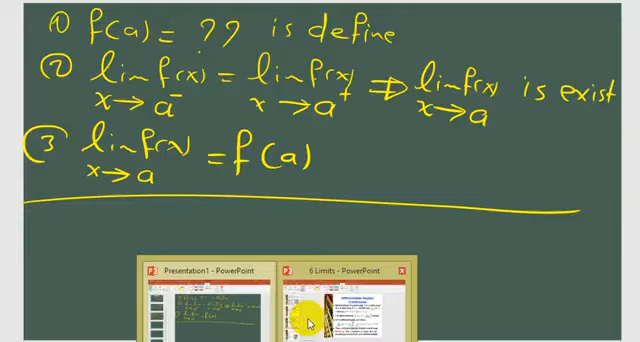 ① f(a) = ?? is define
② lim f(x) = lim f(x) ⇒ lim f(x) is exist
x→a⁻ x→a⁺ x→a
③ lim f(x) = f(a)
x→a
Presentation1 - PowerPoint
6 Limits - PowerPoint